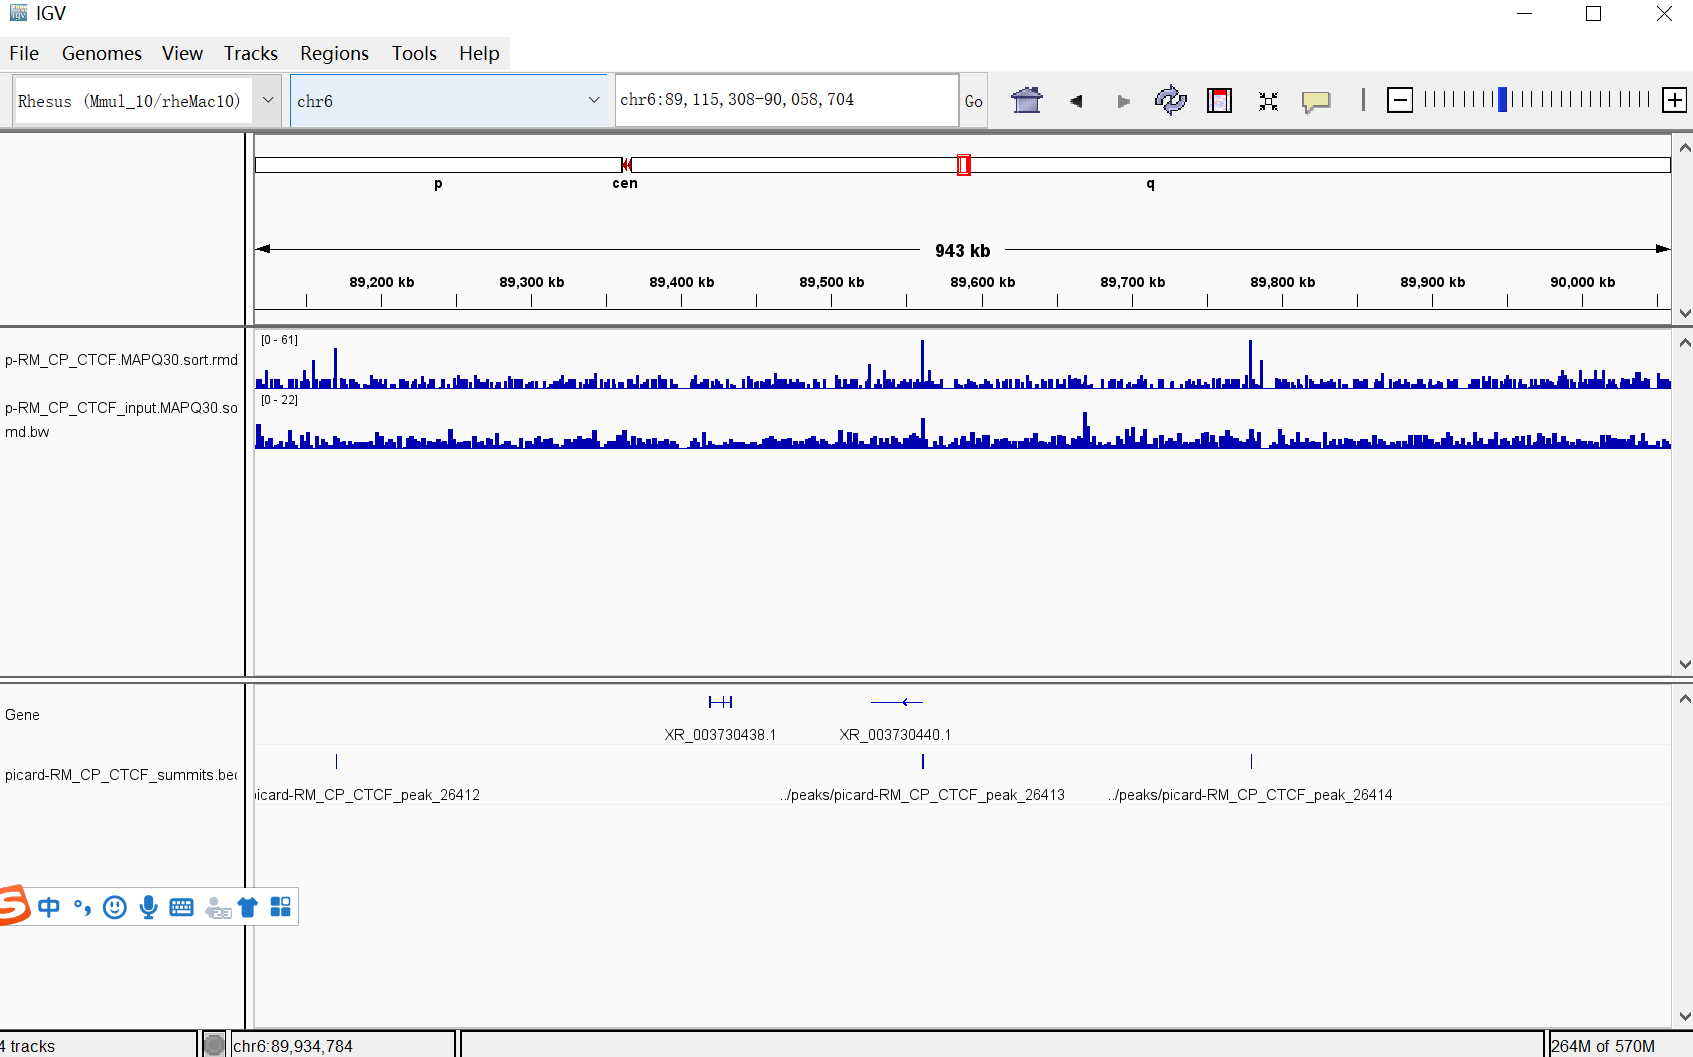 IGV
File Genomes View Tracks Regions Tools Help
Rhesus (Mmul_10/rheMac10) chr6 chr6:89,115,308-90,058,704 Go
p cen q
943 kb
89,200 kb 89,300 kb 89,400 kb 89,500 kb 89,600 kb 89,700 kb 89,800 kb 89,900 kb 90,000 kb
[0 - 61]
p-RM_CP_CTCF.MAPQ30.sort.rmd
[0 - 22]
p-RM_CP_CTCF_input.MAPQ30.so
md.bw
Gene
XR_003730438.1 XR_003730440.1
picard-RM_CP_CTCF_summits.bec
picard-RM_CP_CTCF_peak_26412 ../peaks/picard-RM_CP_CTCF_peak_26413 ../peaks/picard-RM_CP_CTCF_peak_26414
S 中 °,
4 tracks chr6:89,934,784 264M of 570M